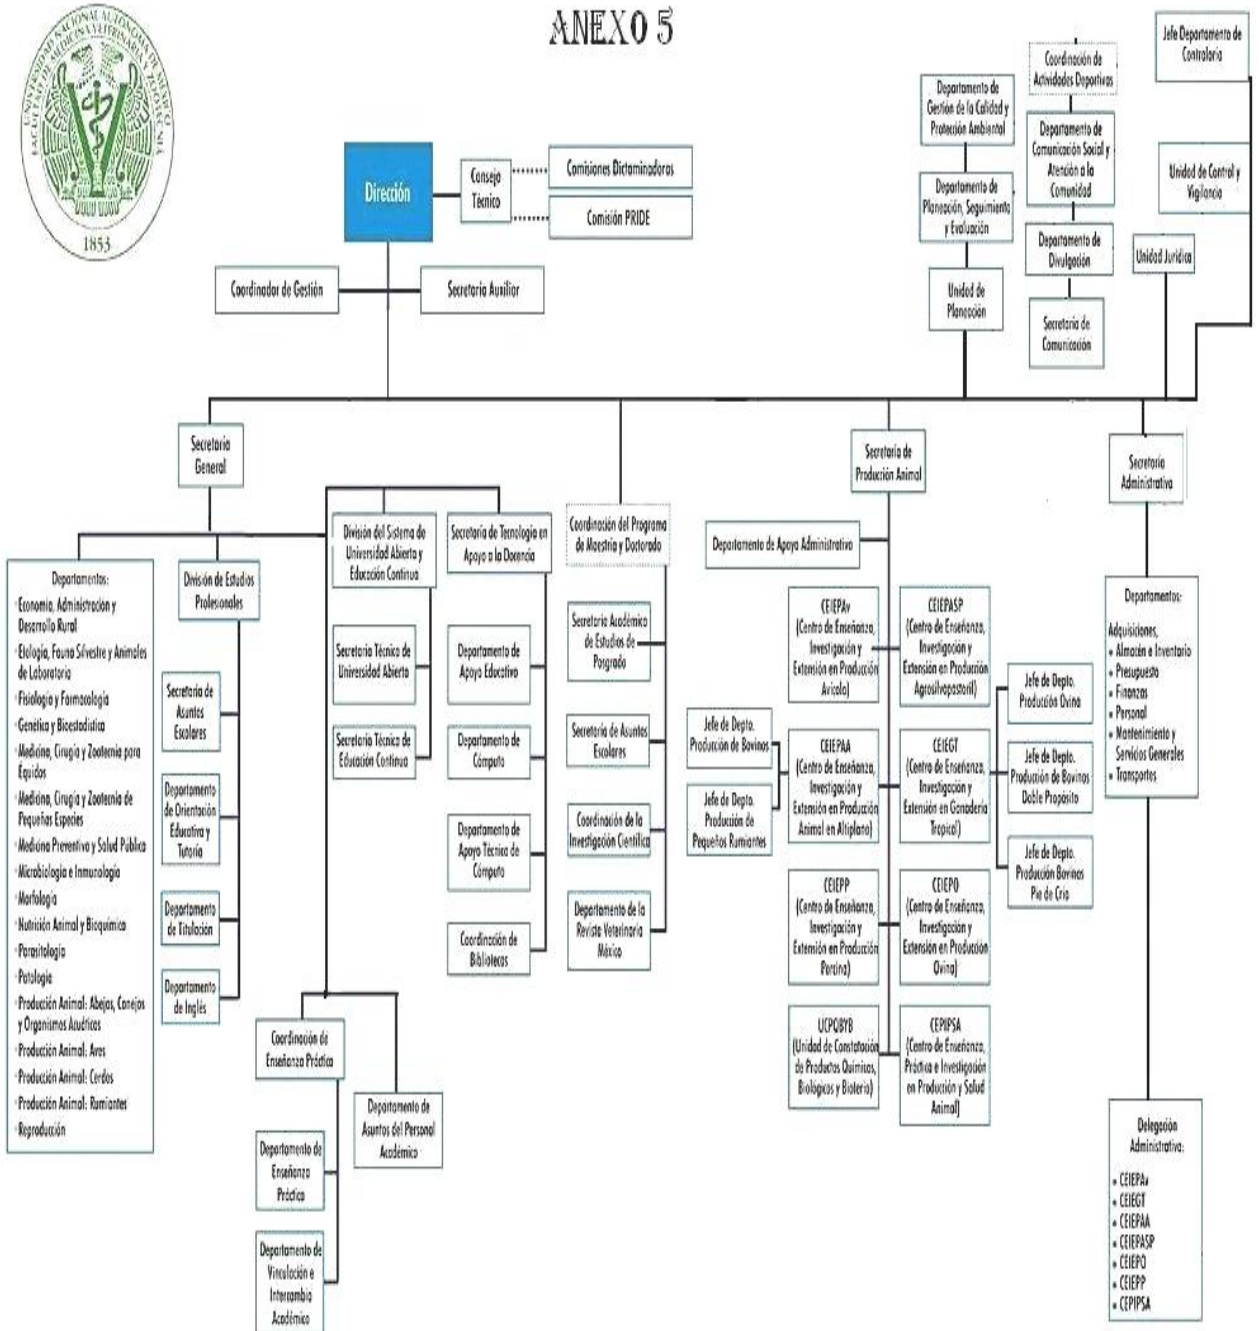 ANEXO 5
UNIVERSIDAD NACIONAL AUTÓNOMA DE MÉXICO
FACULTAD DE MEDICINA VETERINARIA Y ZOOTECNIA
1853
Dirección
Consejo
Técnico
Comisiones Dictaminadoras
Comisión PRIDE
Coordinador de Gestión
Secretaría Auxiliar
Departamento de
Gestión de la Calidad y
Protección Ambiental
Departamento de
Planeación, Seguimiento
y Evaluación
Unidad de
Planeación
Coordinación de
Actividades Deportivas
Departamento de
Comunicación Social y
Atención a la
Comunidad
Departamento de
Divulgación
Secretaría de
Comunicación
Jefe Departamento de
Contraloría
Unidad de Control y
Vigilancia
Unidad Jurídica
Secretaría
General
Departamentos:
·Economía, Administración y
Desarrollo Rural
·Etología, Fauna Silvestre y Animales
de Laboratorio
·Fisiología y Farmacología
·Genética y Bioestadística
·Medicina, Cirugía y Zootecnia para
Équidos
·Medicina, Cirugía y Zootecnia de
Pequeñas Especies
·Medicina Preventiva y Salud Pública
·Microbiología e Inmunología
·Morfología
·Nutrición Animal y Bioquímica
·Parasitología
·Patología
·Producción Animal: Abejas, Conejos
y Organismos Acuáticos
·Producción Animal: Aves
·Producción Animal: Cerdos
·Producción Animal: Rumiantes
·Reproducción
División de Estudios
Profesionales
Secretaría de
Asuntos
Escolares
Departamento
de Orientación
Educativa y
Tutoría
Departamento
de Titulación
Departamento
de Inglés
División del Sistema de
Universidad Abierta y
Educación Continua
Secretaría Técnica de
Universidad Abierta
Secretaría Técnica de
Educación Continua
Secretaría de Tecnología en
Apoyo a la Docencia
Departamento de
Apoyo Educativo
Departamento de
Cómputo
Departamento de
Apoyo Técnico de
Cómputo
Coordinación de
Bibliotecas
Coordinación de
Enseñanza Práctica
Departamento de
Enseñanza
Práctica
Departamento de
Vinculación e
Intercambio
Académico
Departamento de
Asuntos del Personal
Académico
Coordinación del Programa
de Maestría y Doctorado
Secretaría Académica
de Estudios de
Posgrado
Secretaría de Asuntos
Escolares
Coordinación de la
Investigación Científica
Departamento de la
Revista Veterinaria
México
Secretaría de
Producción Animal
Departamento de Apoyo Administrativo
CEIEPAv
(Centro de Enseñanza,
Investigación y
Extensión en Producción
Avícola)
CEIEPASP
(Centro de Enseñanza,
Investigación y
Extensión en Producción
Agrosilvopastoril)
Jefe de Depto.
Producción de Bovinos
Jefe de Depto.
Producción de
Pequeños Rumiantes
CEIEPAA
(Centro de Enseñanza,
Investigación y
Extensión en Producción
Animal en Altiplano)
CEIEGT
(Centro de Enseñanza,
Investigación y
Extensión en Ganadería
Tropical)
Jefe de Depto.
Producción Ovina
Jefe de Depto.
Producción de Bovinos
Doble Propósito
Jefe de Depto.
Producción Bovinos
Pie de Cría
CEIEPP
(Centro de Enseñanza,
Investigación y
Extensión en Producción
Porcina)
CEIEPO
(Centro de Enseñanza,
Investigación y
Extensión en Producción
Ovina)
UCPQBYB
(Unidad de Constatación
de Productos Químicos,
Biológicos y Bioterio)
CEPIPSA
(Centro de Enseñanza,
Práctica e Investigación
en Producción y Salud
Animal)
Secretaría
Administrativa
Departamentos:
Adquisiciones,
• Almacén e Inventario
• Presupuesto
• Finanzas
• Personal
• Mantenimiento y
Servicios Generales
• Transportes
Delegación
Administrativa:
• CEIEPAv
• CEIEGT
• CEIEPAA
• CEIEPASP
• CEIEPO
• CEIEPP
• CEPIPSA